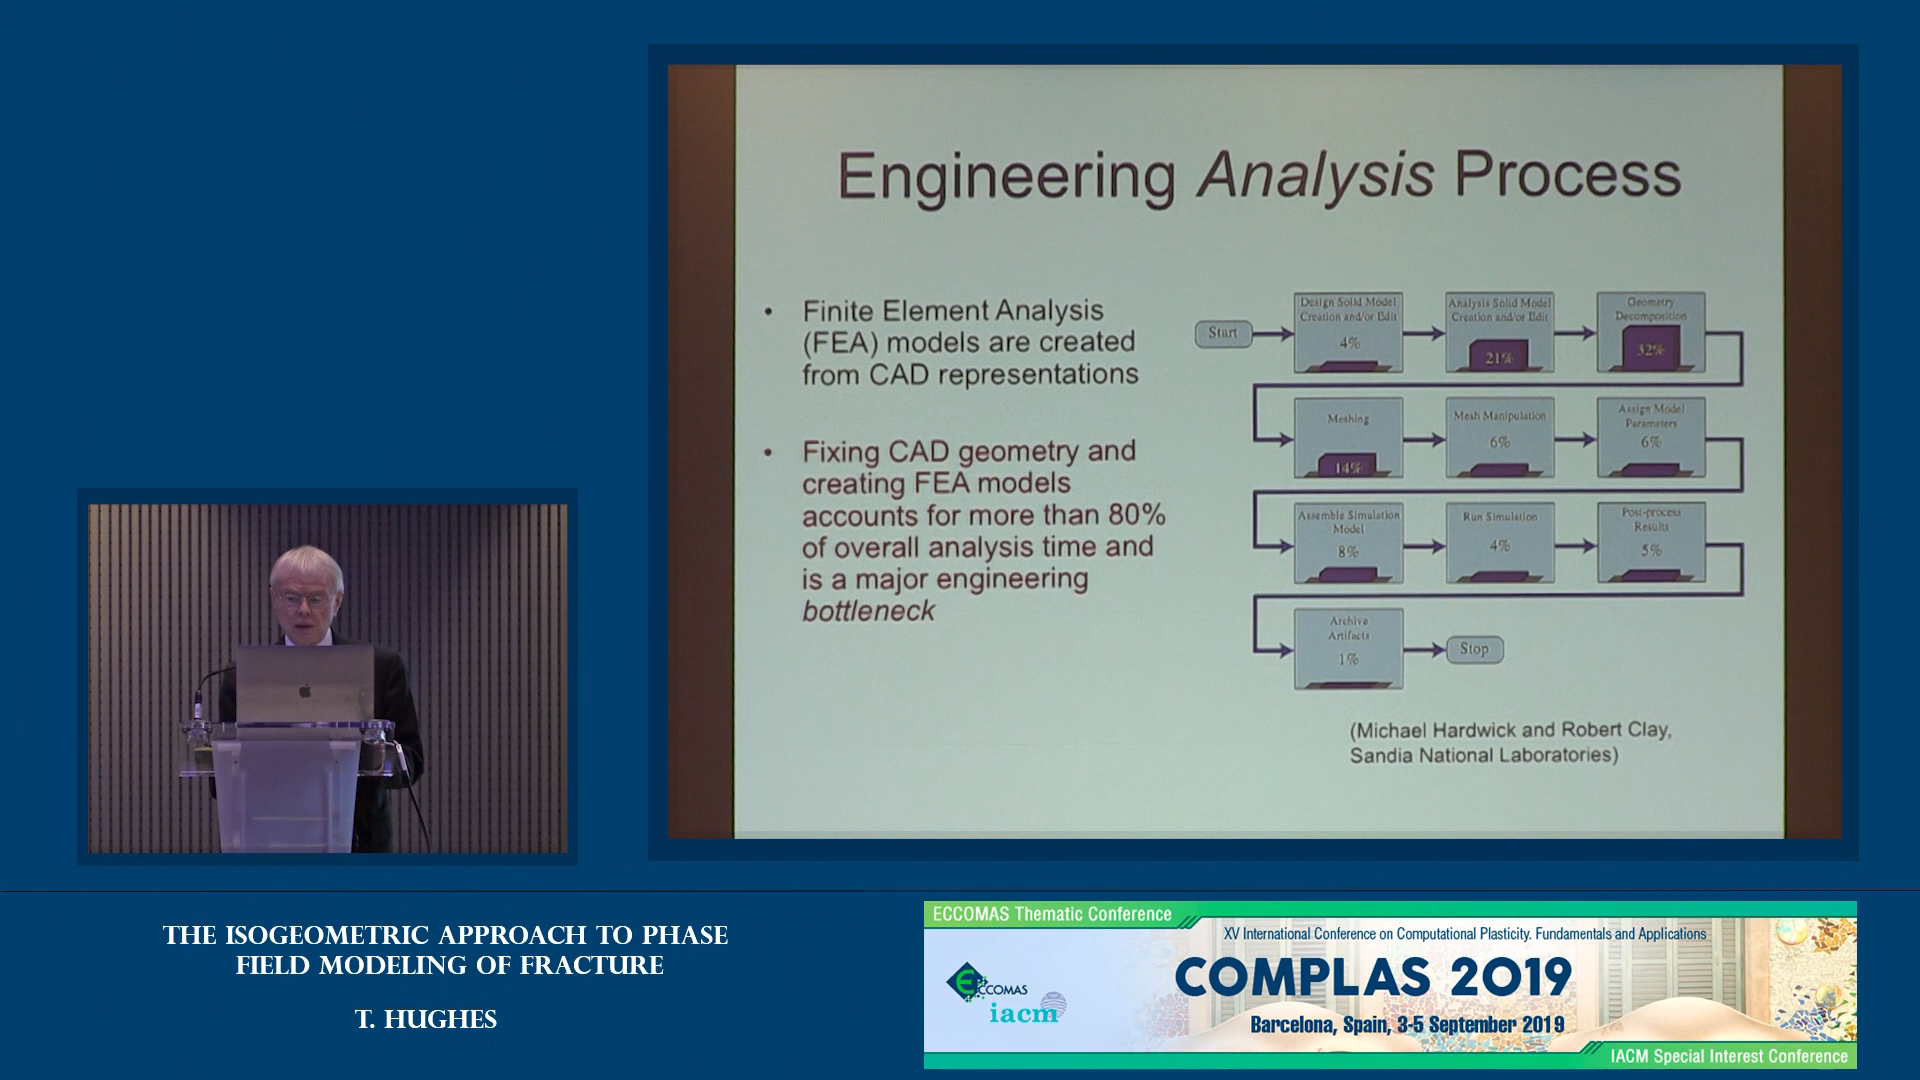 Engineering Analysis Process
• Finite Element Analysis
(FEA) models are created
from CAD representations
• Fixing CAD geometry and
creating FEA models
accounts for more than 80%
of overall analysis time and
is a major engineering
bottleneck
Start
Design Solid Model
Creation and/or Edit
4%
Analysis Solid Model
Creation and/or Edit
21%
Geometry
Decomposition
32%
Meshing
14%
Mesh Manipulation
6%
Assign Model
Parameters
6%
Assemble Simulation
Model
8%
Run Simulation
4%
Post-process
Results
5%
Archive
Artifacts
1%
Stop
(Michael Hardwick and Robert Clay,
Sandia National Laboratories)
THE ISOGEOMETRIC APPROACH TO PHASE
FIELD MODELING OF FRACTURE
T. HUGHES
ECCOMAS Thematic Conference
XV International Conference on Computational Plasticity. Fundamentals and Applications
ECCOMAS
iacm
COMPLAS 2019
Barcelona, Spain, 3-5 September 2019
IACM Special Interest Conference